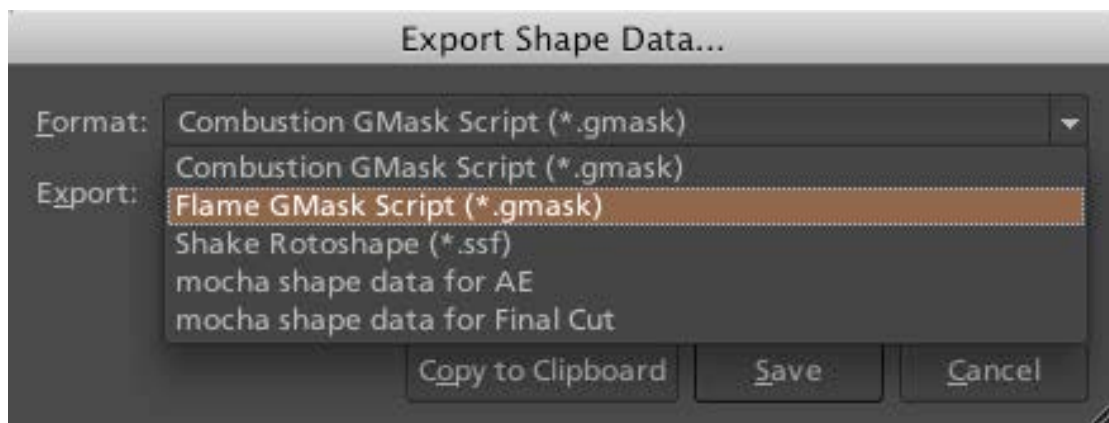 Export Shape Data...
Format: Combustion GMask Script (*.gmask)
Combustion GMask Script (*.gmask)
Export:
Flame GMask Script (*.gmask)
Shake Rotoshape (*.ssf)
mocha shape data for AE
mocha shape data for Final Cut
Copy to Clipboard Save Cancel